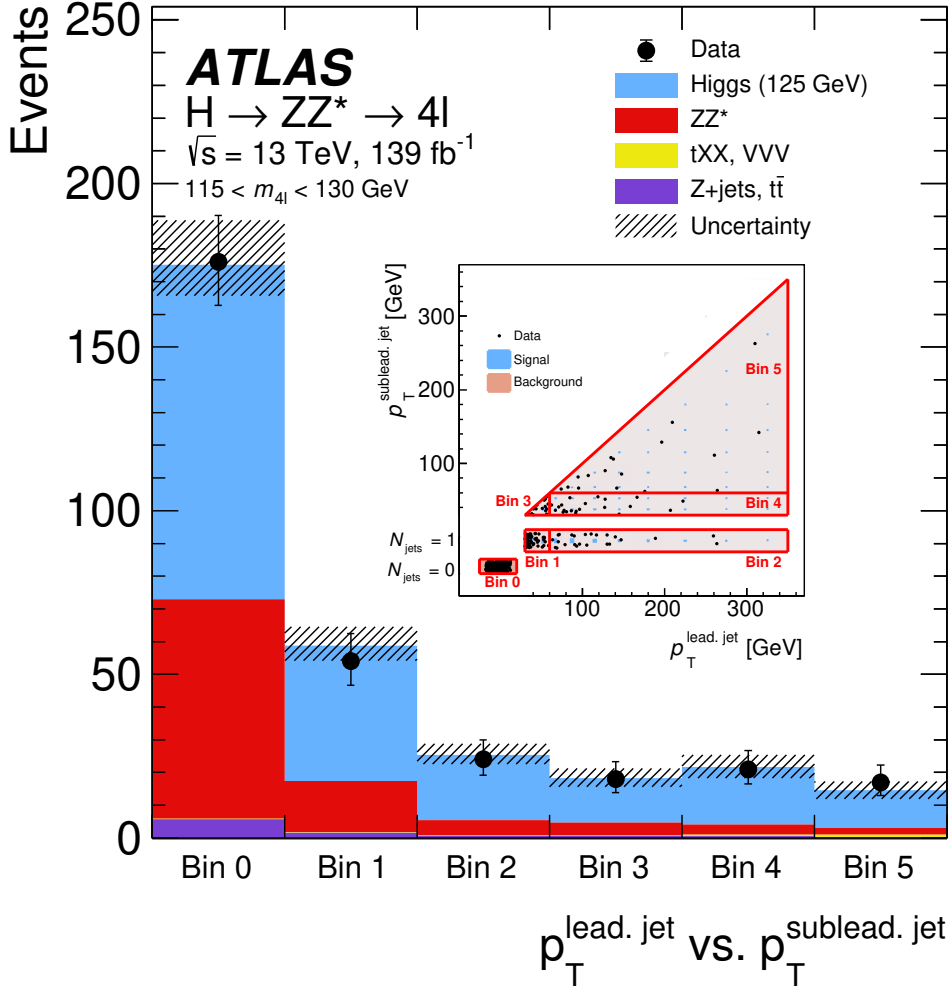 Events
250
200
150
100
50
0
ATLAS
H → ZZ* → 4l
√s = 13 TeV, 139 fb⁻¹
115 < m₄ₗ < 130 GeV
Data
Higgs (125 GeV)
ZZ*
tXX, VVV
Z+jets, tt̄
Uncertainty
p_T^sublead. jet [GeV]
300
200
100
Data
Signal
Background
Bin 5
Bin 3
Bin 4
N_jets = 1
N_jets = 0
Bin 1
Bin 2
Bin 0
100
200
300
p_T^lead. jet [GeV]
Bin 0
Bin 1
Bin 2
Bin 3
Bin 4
Bin 5
p_T^lead. jet vs. p_T^sublead. jet